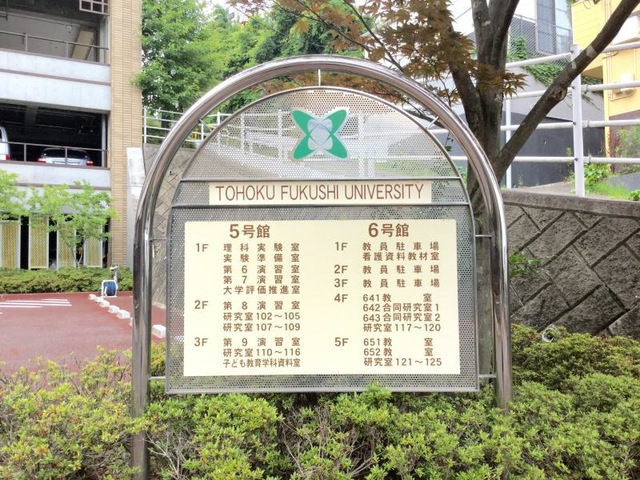 TOHOKU FUKUSHI UNIVERSITY
5号館
1F 理科実験室
実験準備室
第6演習室
第7演習室
大学評価推進室
2F 第8演習室
研究室102〜105
研究室107〜109
3F 第9演習室
研究室110〜116
子ども教育学科資料室
6号館
1F 教員駐車場
看護資料教材室
2F 教員駐車場
3F 教員駐車場
4F 641教室
642合同研究室1
643合同研究室2
研究室117〜120
5F 651教室
652教室
研究室121〜125